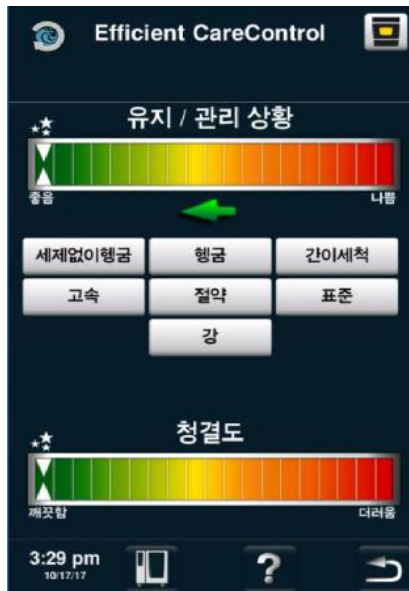 Efficient CareControl
유지 / 관리 상황
좋음 나쁨
세제없이헹굼 헹굼 간이세척
고속 절약 표준
강
청결도
깨끗함 더러움
3:29 pm
10/17/17
?